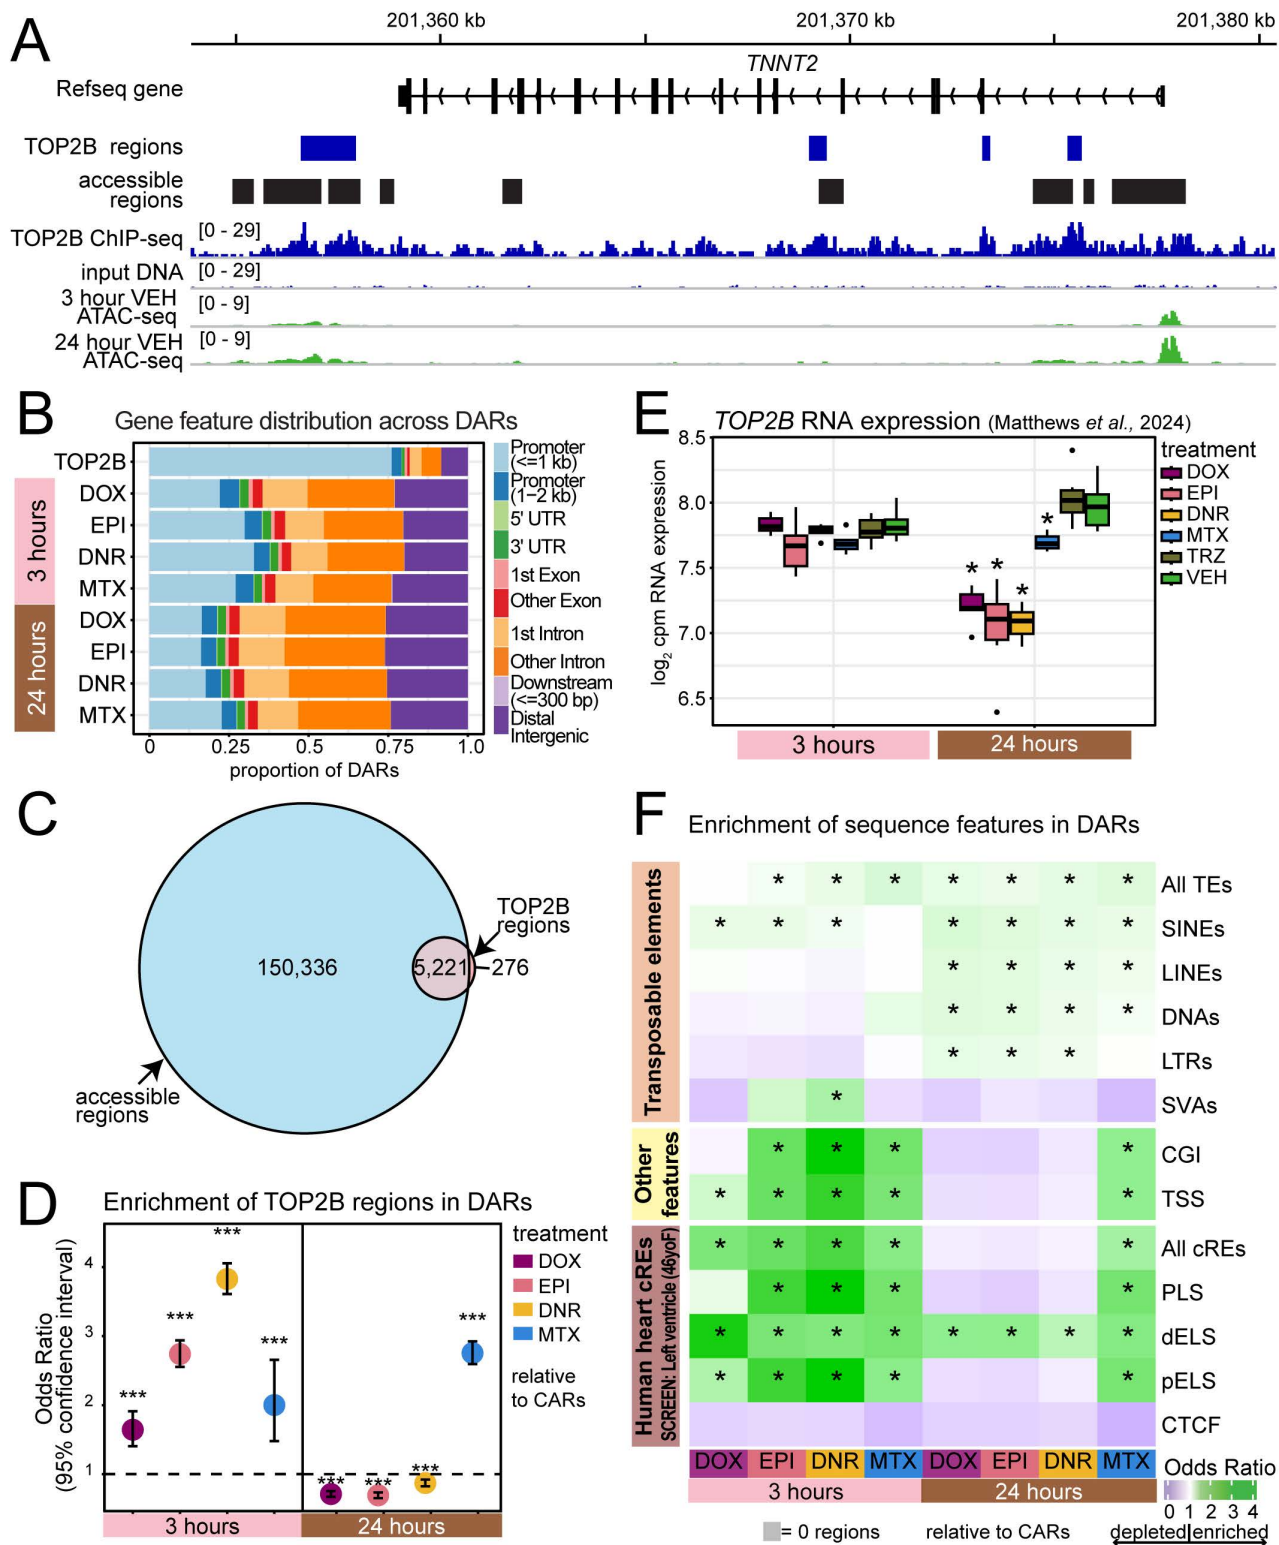 A
201,360 kb
201,370 kb
201,380 kb
TNNT2
Refseq gene
TOP2B regions
accessible
regions
TOP2B ChIP-seq
[0 - 29]
input DNA
[0 - 29]
3 hour VEH
ATAC-seq
[0 - 9]
24 hour VEH
ATAC-seq
[0 - 9]
B
Gene feature distribution across DARs
TOP2B
DOX
EPI
DNR
MTX
DOX
EPI
DNR
MTX
3 hours
24 hours
0
0.25
0.5
0.75
1.0
proportion of DARs
Promoter
(<=1 kb)
Promoter
(1−2 kb)
5' UTR
3' UTR
1st Exon
Other Exon
1st Intron
Other Intron
Downstream
(<=300 bp)
Distal
Intergenic
E
TOP2B RNA expression (Matthews et al., 2024)
log2 cpm RNA expression
8.5
8.0
7.5
7.0
6.5
* * * *
3 hours
24 hours
treatment
DOX
EPI
DNR
MTX
TRZ
VEH
C
150,336
5,221
276
TOP2B
regions
accessible
regions
D
Enrichment of TOP2B regions in DARs
Odds Ratio
(95% confidence interval)
4
3
2
1
*** *** *** *** *** *** *** ***
3 hours
24 hours
treatment
DOX
EPI
DNR
MTX
relative
to CARs
F
Enrichment of sequence features in DARs
Transposable elements
Other
features
Human heart cREs
SCREEN: Left ventricle (46yoF)
* * * * * * * All TEs
* * * * * * * SINEs
* * * * LINEs
* * * * DNAs
* * * LTRs
* SVAs
* * * * CGI
* * * * * TSS
* * * * * All cREs
* * * * PLS
* * * * * * * * dELS
* * * * * pELS
CTCF
DOX EPI DNR MTX DOX EPI DNR MTX
3 hours
24 hours
Odds Ratio
0 1 2 3 4
depleted enriched
= 0 regions
relative to CARs